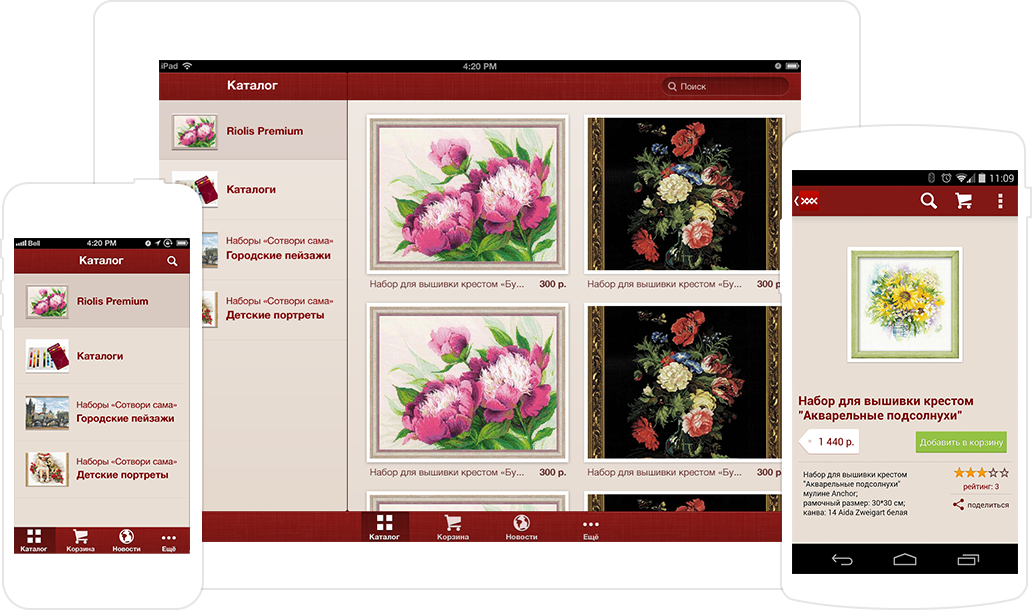 iPad
4:20 PM
Каталог
Поиск
Riolis Premium
Каталоги
Наборы «Сотвори сама»
Городские пейзажи
Наборы «Сотвори сама»
Детские портреты
Набор для вышивки крестом «Бу... 300 р.
Набор для вышивки крестом «Бу... 300 р
Набор для вышивки крестом «Бу... 300 р.
Набор для вышивки крестом «Бу... 300 р
Каталог
Корзина
Новости
Ещё
Bell
4:20 PM
Каталог
Riolis Premium
Каталоги
Наборы «Сотвори сама»
Городские пейзажи
Наборы «Сотвори сама»
Детские портреты
Каталог
Корзина
Новости
Ещё
11:09
Набор для вышивки крестом
"Акварельные подсолнухи"
1 440 р.
Добавить в корзину
Набор для вышивки крестом
"Акварельные подсолнухи"
мулине Anchor;
рамочный размер: 30*30 см;
канва: 14 Aida Zweigart белая
рейтинг: 3
поделиться